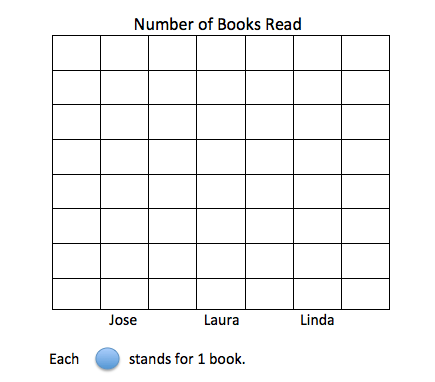 Number of Books Read
Jose Laura Linda
Each stands for 1 book.